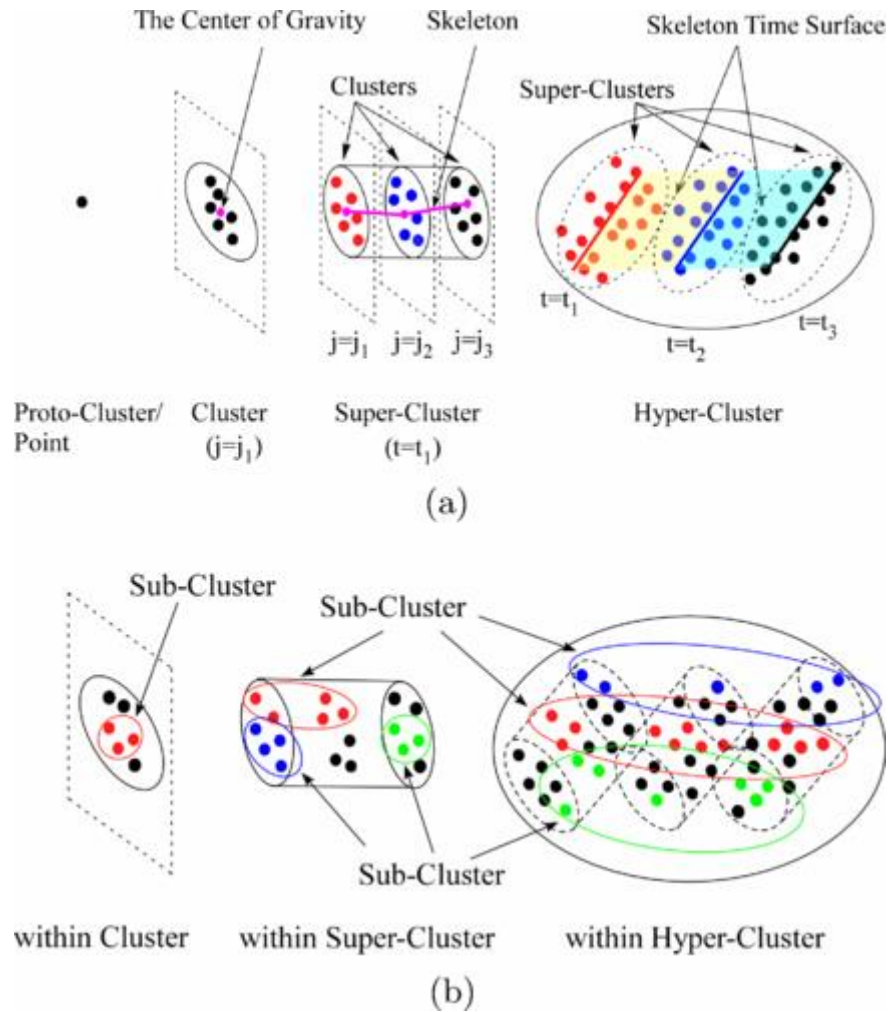 The Center of Gravity
Skeleton
Skeleton Time Surface
Clusters
Super-Clusters
j=j1
j=j2
j=j3
t=t1
t=t2
t=t3
Proto-Cluster/
Point
Cluster
(j=j1)
Super-Cluster
(t=t1)
Hyper-Cluster
(a)
Sub-Cluster
Sub-Cluster
Sub-Cluster
within Cluster
within Super-Cluster
within Hyper-Cluster
(b)